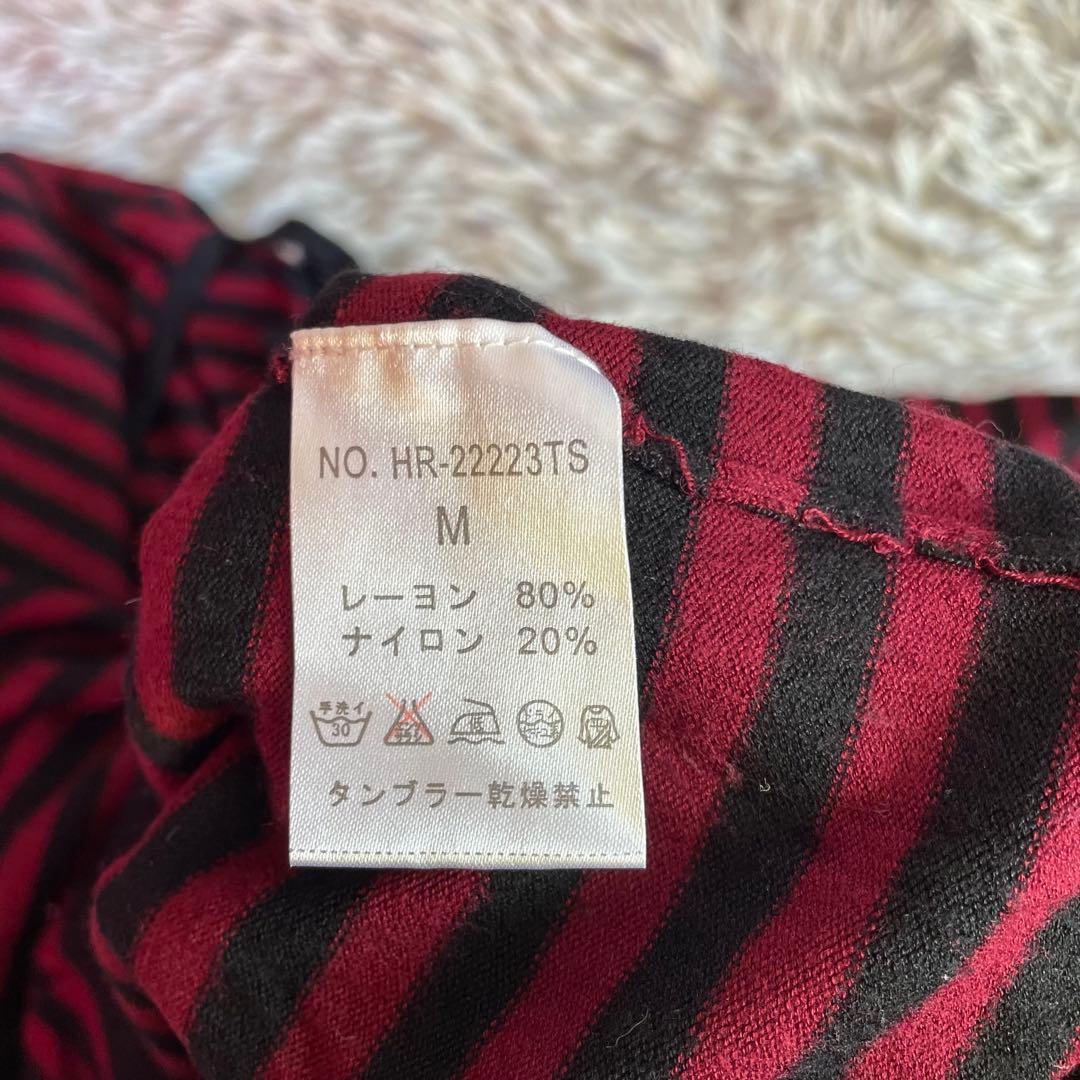 NO. HR-22223TS
M
レーヨン 80%
ナイロン 20%
手洗イ
30
タンブラー乾燥禁止